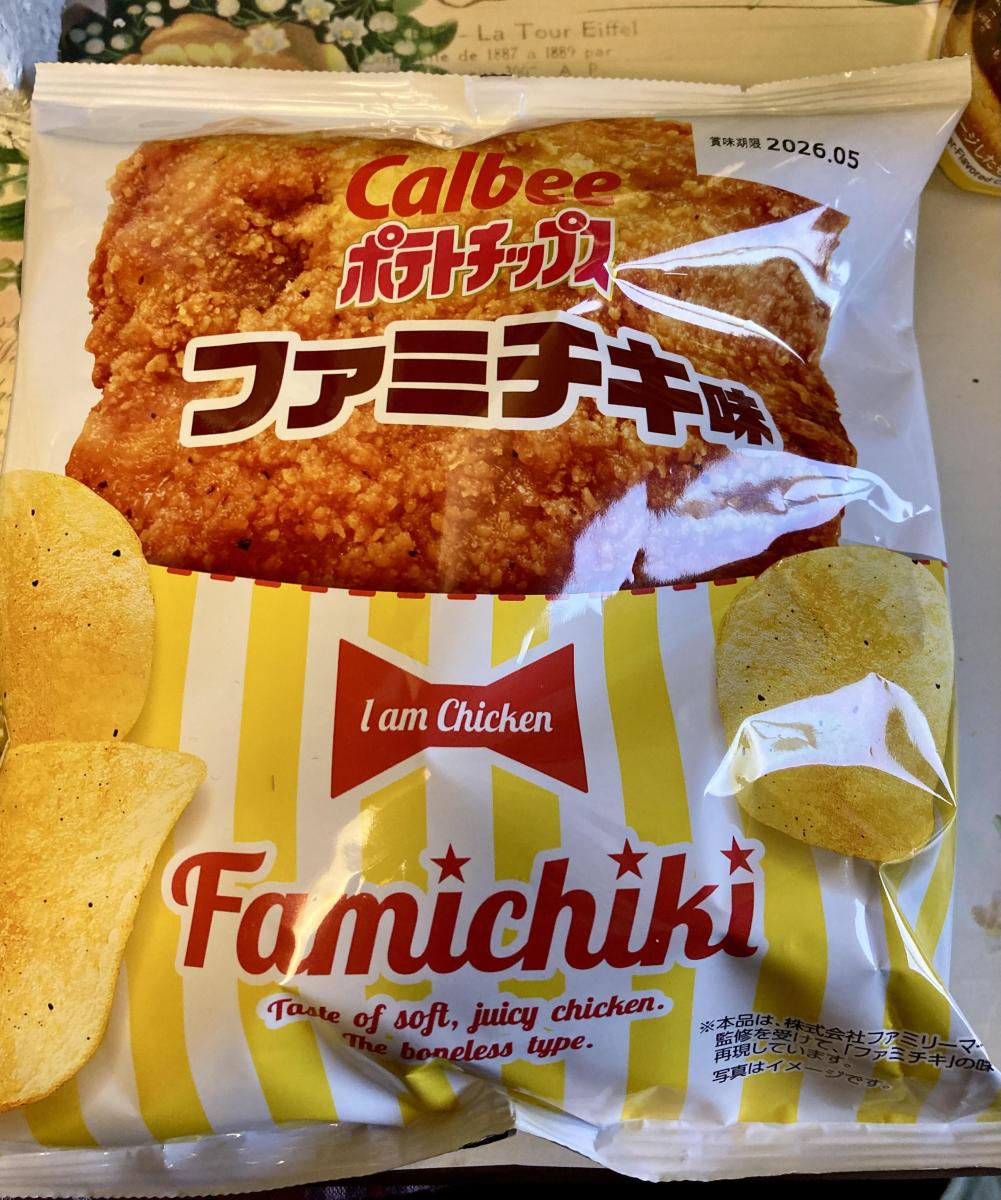 - La Tour Eiffel
de 1887 à 1889 par
300
A. P.
賞味期限 2026.05
Calbee
ポテトチップス
ファミチキ味
I am Chicken
Famichiki
Taste of soft, juicy chicken.
The boneless type.
※本品は、株式会社ファミリーマー
監修を受けて、「ファミチキ」の味
再現しています。
写真はイメージです。